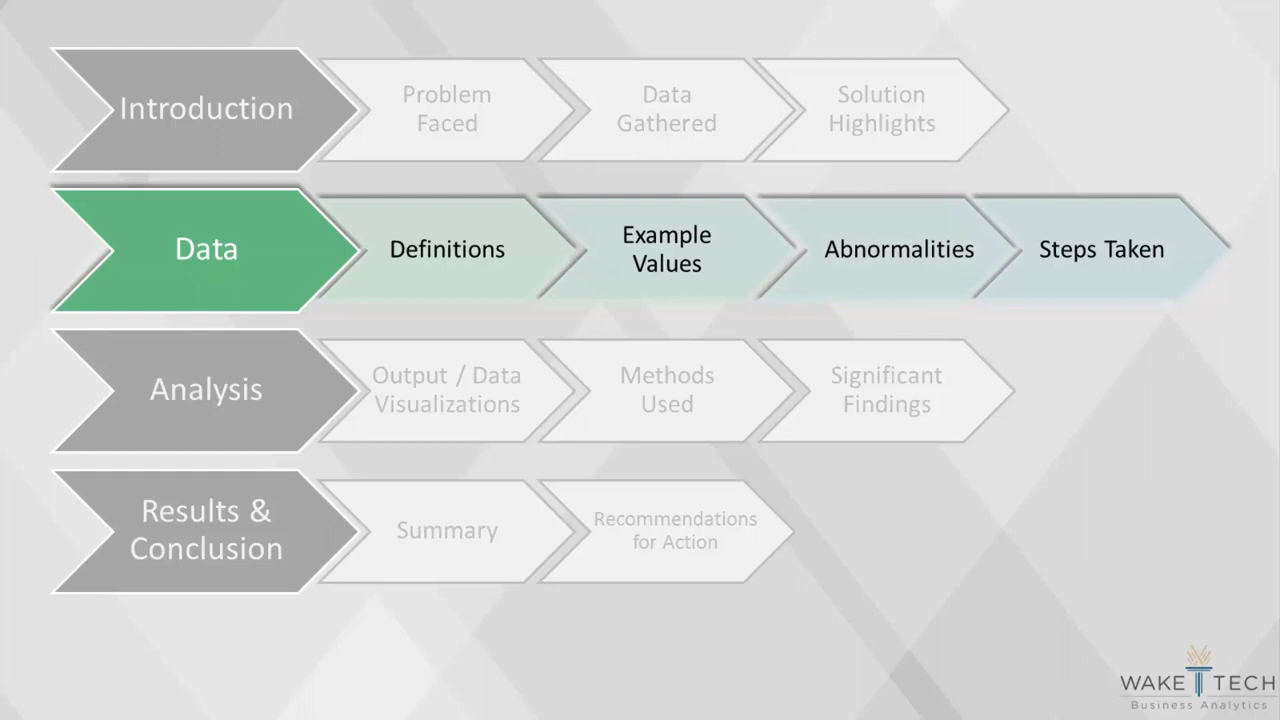 Introduction
Problem
Faced
Data
Gathered
Solution
Highlights
Data
Definitions
Example
Values
Abnormalities
Steps Taken
Analysis
Output / Data
Visualizations
Methods
Used
Significant
Findings
Results &
Conclusion
Summary
Recommendations
for Action
WAKE TECH
Business Analytics